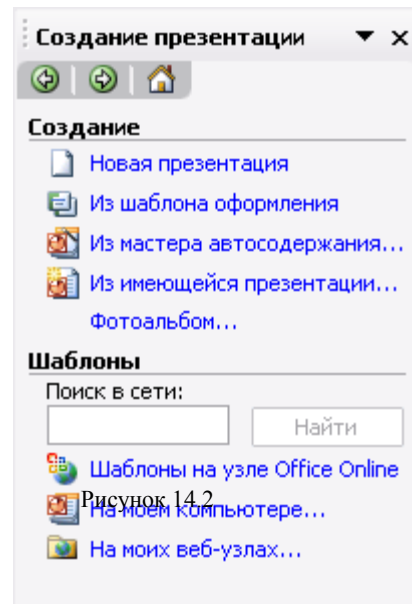 Создание презентации
Создание
Новая презентация
Из шаблона оформления
Из мастера автосодержания...
Из имеющейся презентации...
Фотоальбом...
Шаблоны
Поиск в сети:
Найти
Шаблоны на узле Office Online
Рисунок 14.2
На моем компьютере...
На моих веб-узлах...